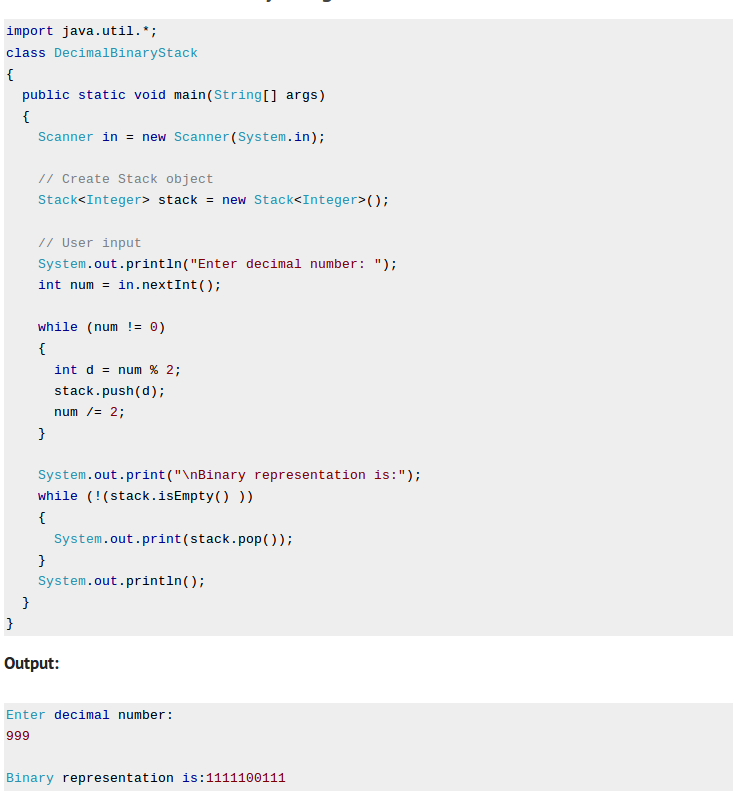 import java.util.*;
class DecimalBinaryStack
{
  public static void main(String[] args)
  {
    Scanner in = new Scanner(System.in);

    // Create Stack object
    Stack<Integer> stack = new Stack<Integer>();

    // User input
    System.out.println("Enter decimal number: ");
    int num = in.nextInt();

    while (num != 0)
    {
      int d = num % 2;
      stack.push(d);
      num /= 2;
    }

    System.out.print("\nBinary representation is:");
    while (!(stack.isEmpty() ))
    {
      System.out.print(stack.pop());
    }
    System.out.println();
  }
}
Output:
Enter decimal number:
999

Binary representation is:1111100111